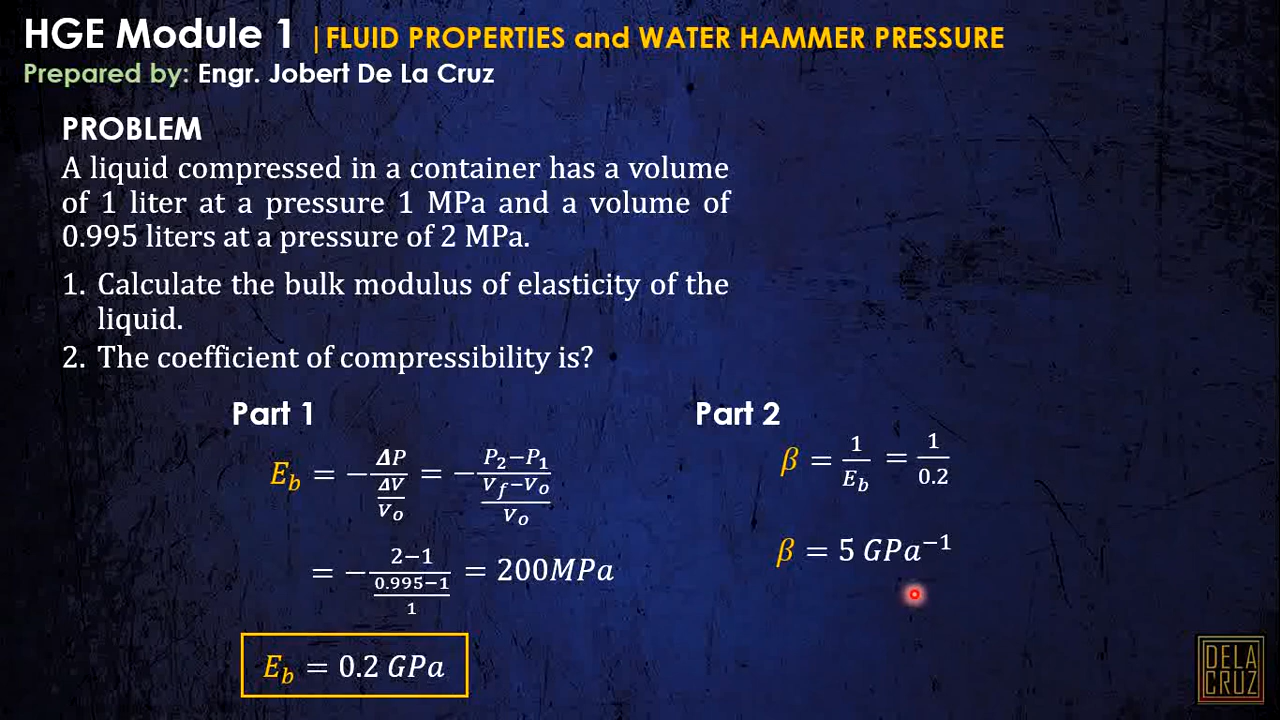 HGE Module 1 | FLUID PROPERTIES and WATER HAMMER PRESSURE
Prepared by: Engr. Jobert De La Cruz
PROBLEM
A liquid compressed in a container has a volume
of 1 liter at a pressure 1 MPa and a volume of
0.995 liters at a pressure of 2 MPa.
1. Calculate the bulk modulus of elasticity of the
liquid.
2. The coefficient of compressibility is?
Part 1
E_b = −ΔP/(ΔV/V_o) = −(P₂−P₁)/((V_f−V_o)/V_o)
= −(2−1)/((0.995−1)/1) = 200MPa
E_b = 0.2 GPa
Part 2
β = 1/E_b = 1/0.2
β = 5 GPa⁻¹
DELA
CRUZ